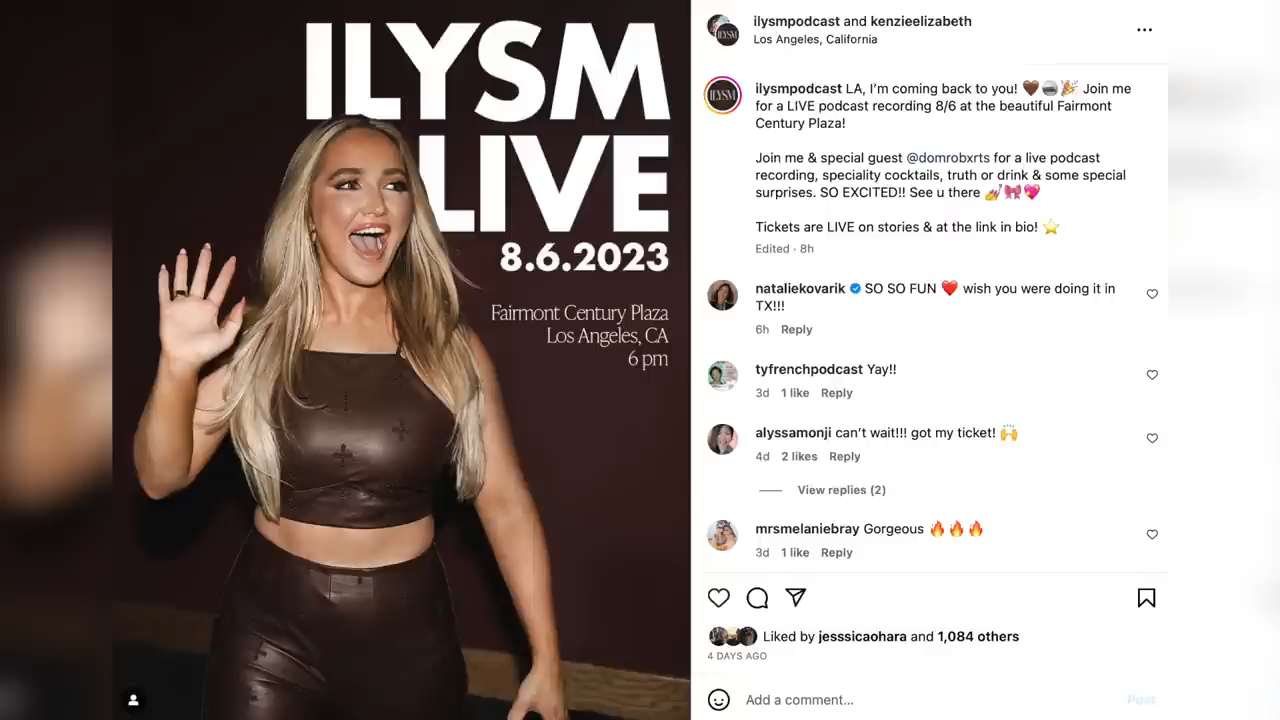 ILYSM
LIVE
8.6.2023
Fairmont Century Plaza
Los Angeles, CA
6 pm
ilysmpodcast and kenzieelizabeth
Los Angeles, California
ILYSM
ilysmpodcast LA, I’m coming back to you! 🤎🪩🎉 Join me
for a LIVE podcast recording 8/6 at the beautiful Fairmont
Century Plaza!
Join me & special guest @domrobxrts for a live podcast
recording, speciality cocktails, truth or drink & some special
surprises. SO EXCITED!! See u there 💅🎀💖
Tickets are LIVE on stories & at the link in bio! ⭐
Edited · 8h
nataliekovarik SO SO FUN ❤️ wish you were doing it in
TX!!!
6h Reply
tyfrenchpodcast Yay!!
3d 1 like Reply
alyssamonji can’t wait!!! got my ticket! 🙌
4d 2 likes Reply
View replies (2)
mrsmelaniebray Gorgeous 🔥🔥🔥
3d 1 like Reply
Liked by jesssicaohara and 1,084 others
4 DAYS AGO
Add a comment... Post